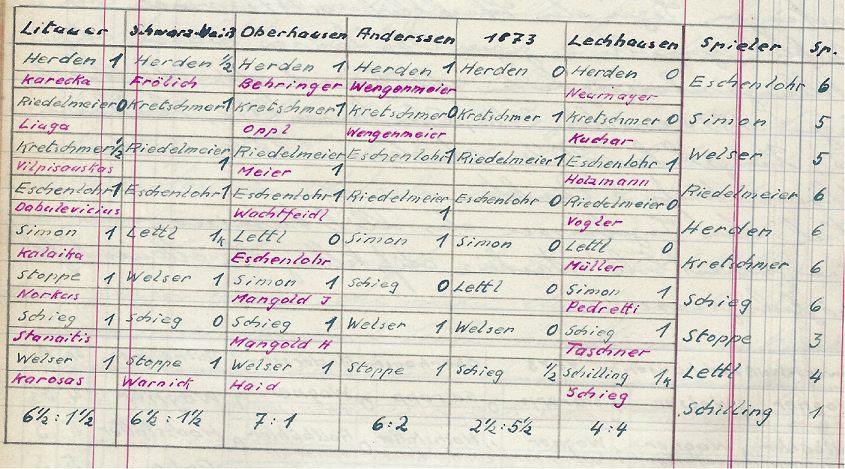 Litauer Schwarz-Weiß Oberhausen Anderssen 1873 Lechhausen Spieler Sp.
Herden 1 Herden ½ Herden 1 Herden 1 Herden 0 Herden 0
Karecka Frölich Behringer Wengenmeier Neumayer
Eschenlohr 6
Riedelmeier 0 Kretschmer 1 Kretschmer 1 Kretschmer 0 Kretschmer 1 Kretschmer 0
Simon 5
Liuga Oppl Wengenmeier Kuchar
Kretschmer ½ Riedelmeier 1 Riedelmeier 1 Eschenlohr 1 Riedelmeier 1 Eschenlohr 1
Welser 5
Vilpisauskas Meier Holzmann
Eschenlohr 1 Eschenlohr 1 Eschenlohr 1 Riedelmeier 1 Eschenlohr 0 Riedelmeier 0
Riedelmeier 6
Dabulevicius Wachtfeidl Vogler
Simon 1 Lettl 1k Lettl 0 Simon 1 Simon 0 Lettl 0
Herden 6
Kalaika Eschenlohr Müller
Kretschmer 6
Stoppe 1 Welser 1 Simon 1 Schieg 0 Lettl 0 Simon 1
Norkus Mangold J Pedretti
Schieg 6
Schieg 1 Schieg 0 Schieg 1 Welser 1 Welser 0 Schieg 1
Stoppe 3
Stanaitis Mangold H Taschner
Welser 1 Stoppe 1 Welser 1 Stoppe 1 Schieg ½ Schilling 1k
Lettl 4
Karosas Warnick Haid Schieg
Schilling 1
6½:1½ 6½:1½ 7:1 6:2 2½:5½ 4:4